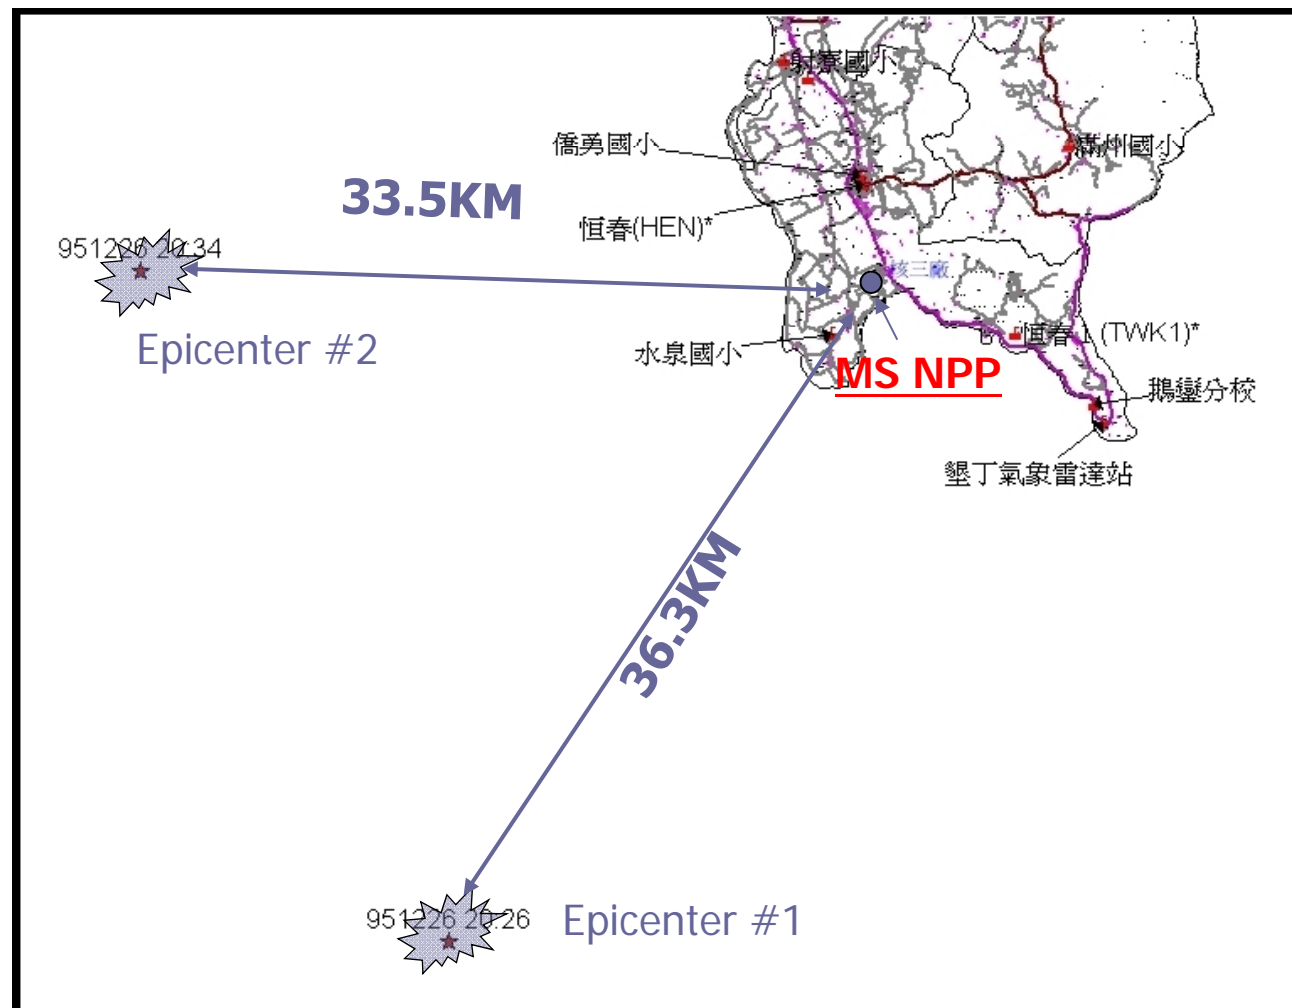 射寮國小
僑勇國小
滿州國小
33.5KM
恒春(HEN)*
951226 20:34
核三廠
Epicenter #2
水泉國小
恒春 1 (TWK1)*
MS NPP
鵝鑾分校
墾丁氣象雷達站
36.3KM
951226 20:26
Epicenter #1